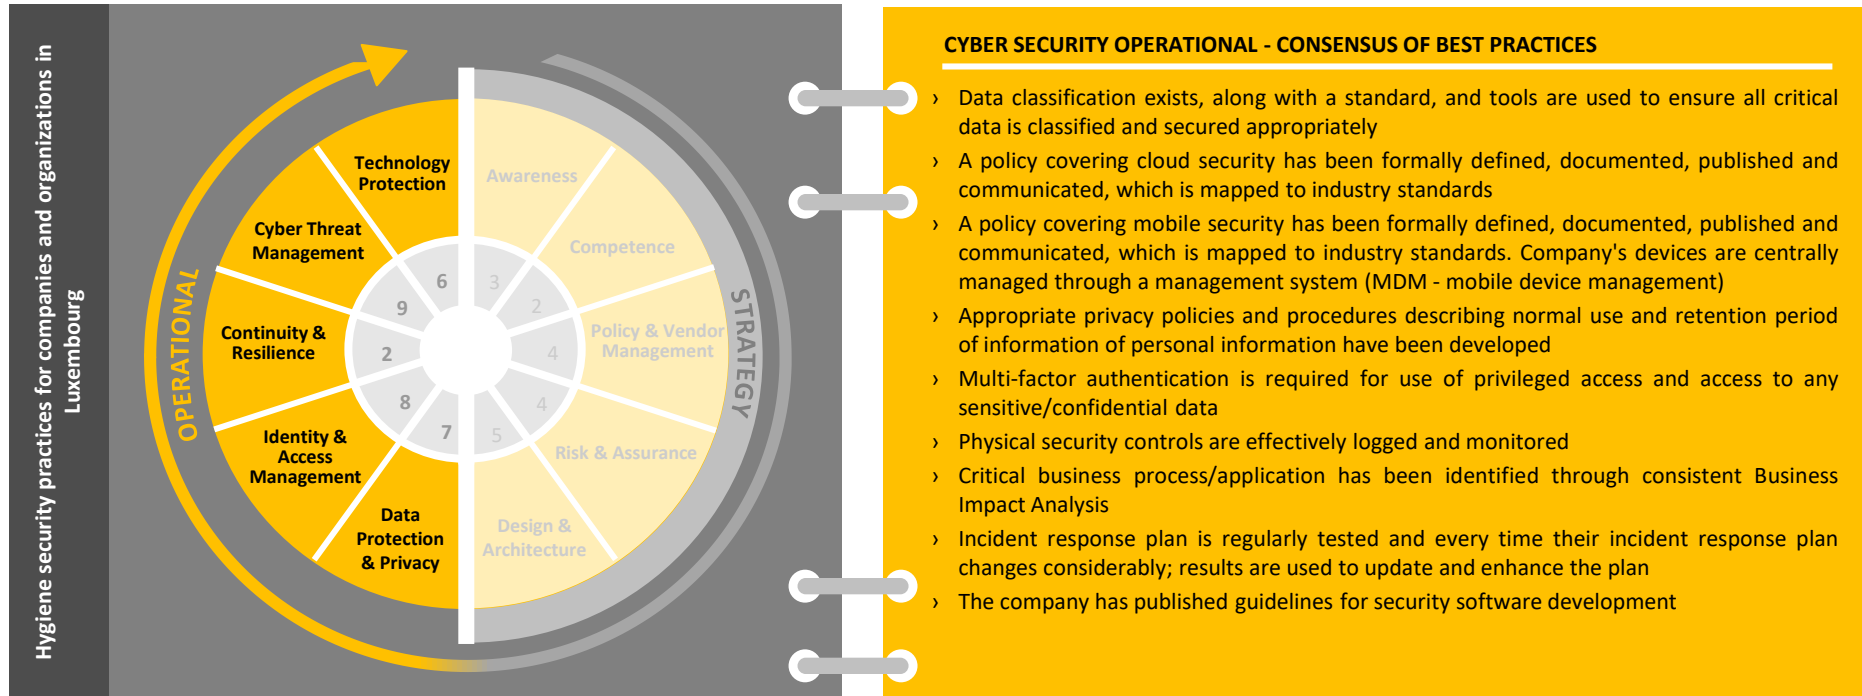 Hygiene security practices for companies and organizations in
Luxembourg
OPERATIONAL
Technology
Protection
Cyber Threat
Management
Continuity &
Resilience
Identity &
Access
Management
Data
Protection
& Privacy
6
9
2
8
7
Awareness
Competence
Policy & Vendor
Management
Risk & Assurance
Design &
Architecture
3
2
4
4
5
STRATEGY
CYBER SECURITY OPERATIONAL - CONSENSUS OF BEST PRACTICES
› Data classification exists, along with a standard, and tools are used to ensure all critical
data is classified and secured appropriately
› A policy covering cloud security has been formally defined, documented, published and
communicated, which is mapped to industry standards
› A policy covering mobile security has been formally defined, documented, published and
communicated, which is mapped to industry standards. Company's devices are centrally
managed through a management system (MDM - mobile device management)
› Appropriate privacy policies and procedures describing normal use and retention period
of information of personal information have been developed
› Multi-factor authentication is required for use of privileged access and access to any
sensitive/confidential data
› Physical security controls are effectively logged and monitored
› Critical business process/application has been identified through consistent Business
Impact Analysis
› Incident response plan is regularly tested and every time their incident response plan
changes considerably; results are used to update and enhance the plan
› The company has published guidelines for security software development